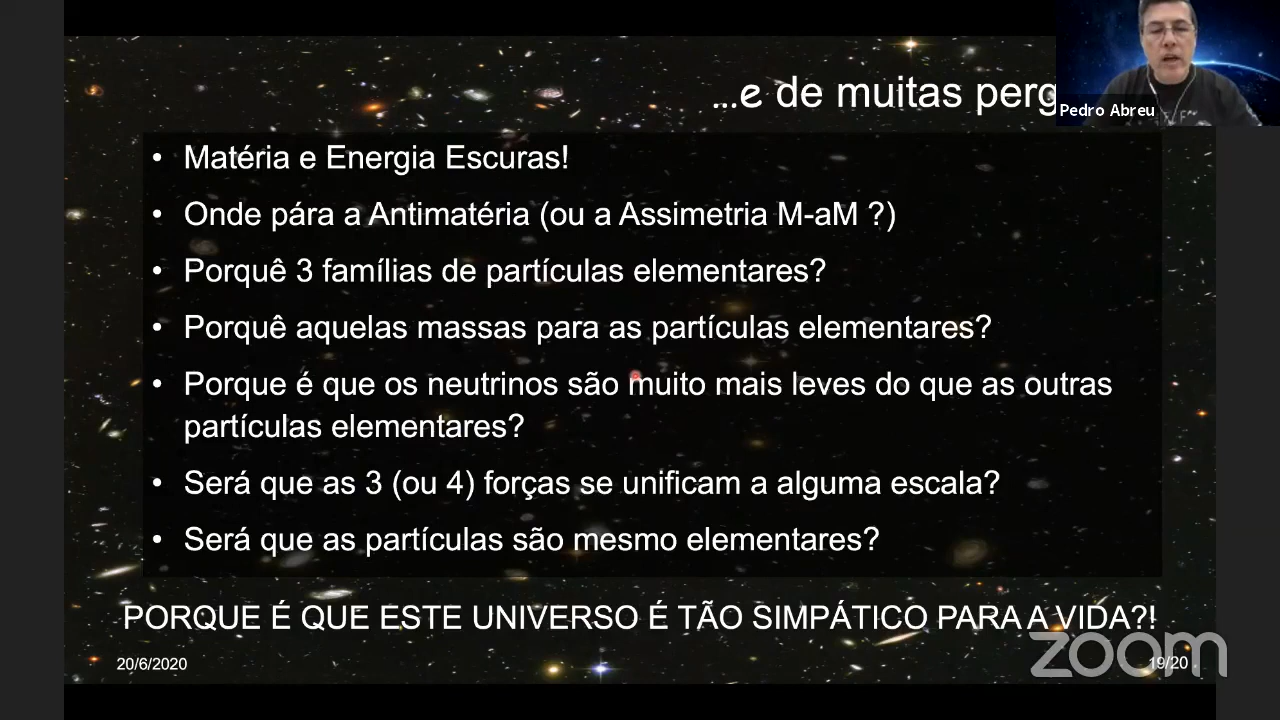 ...e de muitas perg
Pedro Abreu
• Matéria e Energia Escuras!
• Onde pára a Antimatéria (ou a Assimetria M-aM ?)
• Porquê 3 famílias de partículas elementares?
• Porquê aquelas massas para as partículas elementares?
• Porque é que os neutrinos são muito mais leves do que as outras
partículas elementares?
• Será que as 3 (ou 4) forças se unificam a alguma escala?
• Será que as partículas são mesmo elementares?
PORQUE É QUE ESTE UNIVERSO É TÃO SIMPÁTICO PARA A VIDA?!
20/6/2020
19/20
zoom